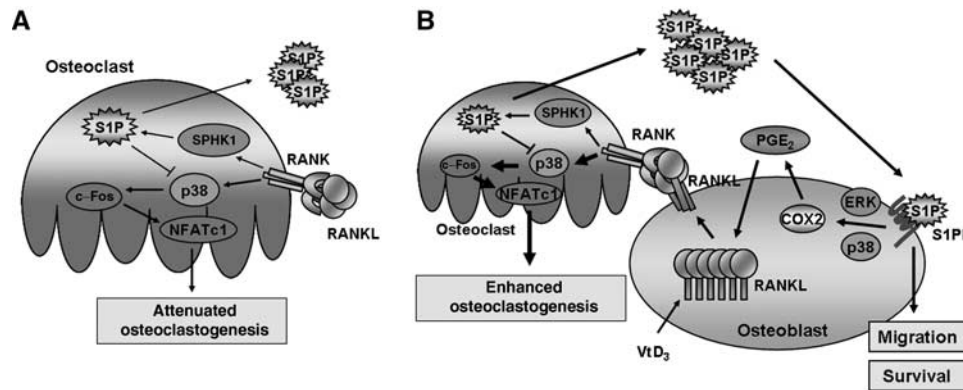 A
Osteoclast
S1P
S1P
S1P
S1P
SPHK1
RANK
p38
c-Fos
NFATc1
RANKL
Attenuated
osteoclastogenesis
B
S1P
S1P
S1P
S1P
S1P
S1P
SPHK1
RANK
c-Fos
p38
NFATc1
RANKL
Osteoclast
PGE2
ERK
COX2
S1P
S1P
p38
RANKL
Enhanced
osteoclastogenesis
Osteoblast
VtD3
Migration
Survival